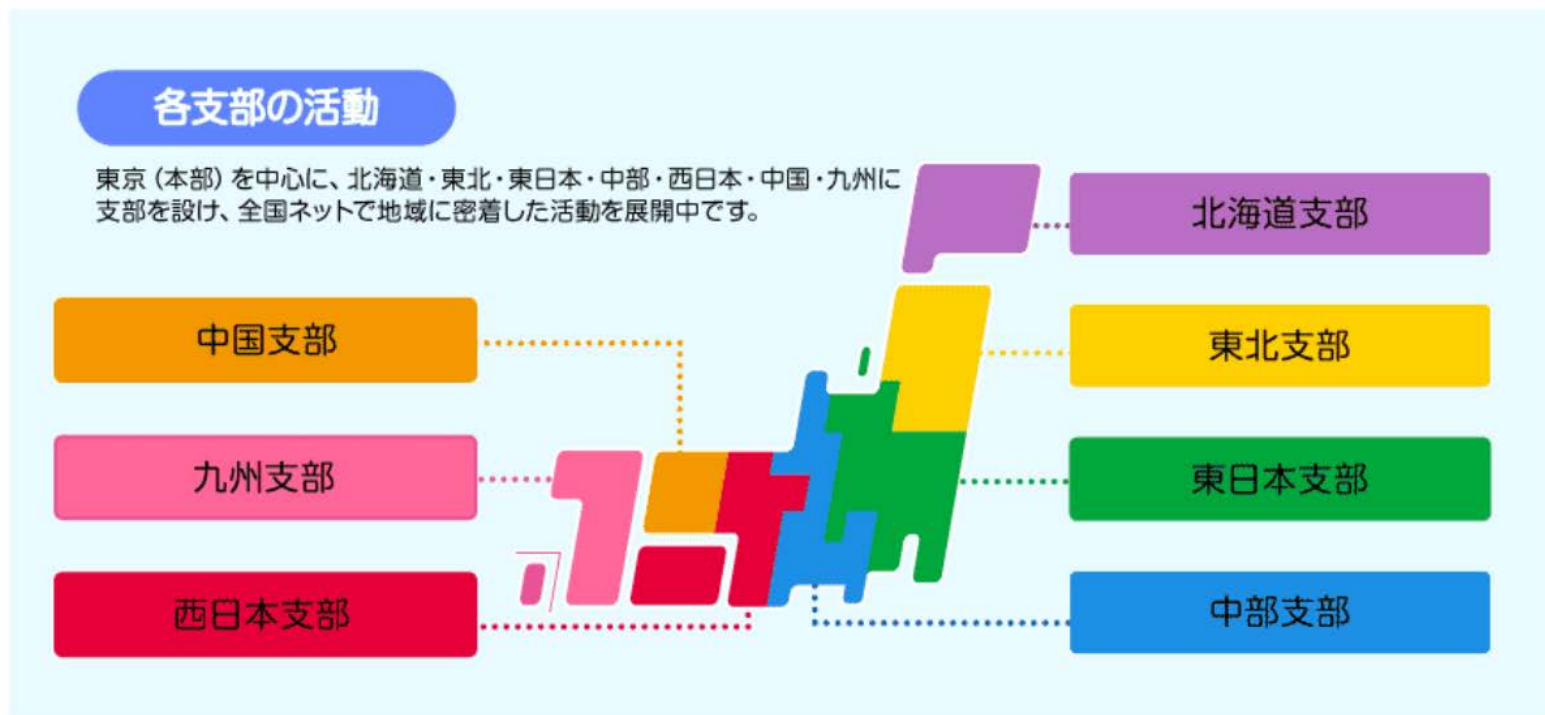 各支部の活動
東京（本部）を中心に、北海道・東北・東日本・中部・西日本・中国・九州に
支部を設け、全国ネットで地域に密着した活動を展開中です。
北海道支部
中国支部
東北支部
九州支部
東日本支部
西日本支部
中部支部